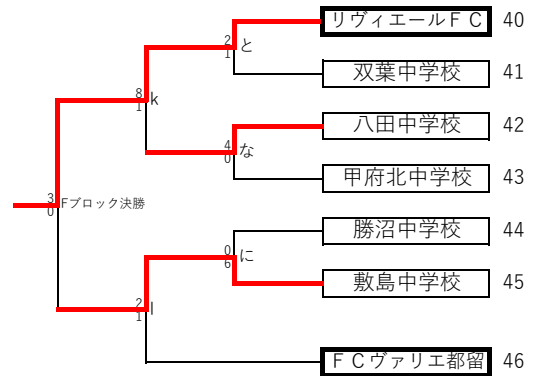 リヴィエールＦＣ 40
2
1 と
双葉中学校 41
8
1 k
八田中学校 42
4
0 な
甲府北中学校 43
3
0 Fブロック決勝
勝沼中学校 44
0
6 に
敷島中学校 45
2
1 l
ＦＣヴァリエ都留 46